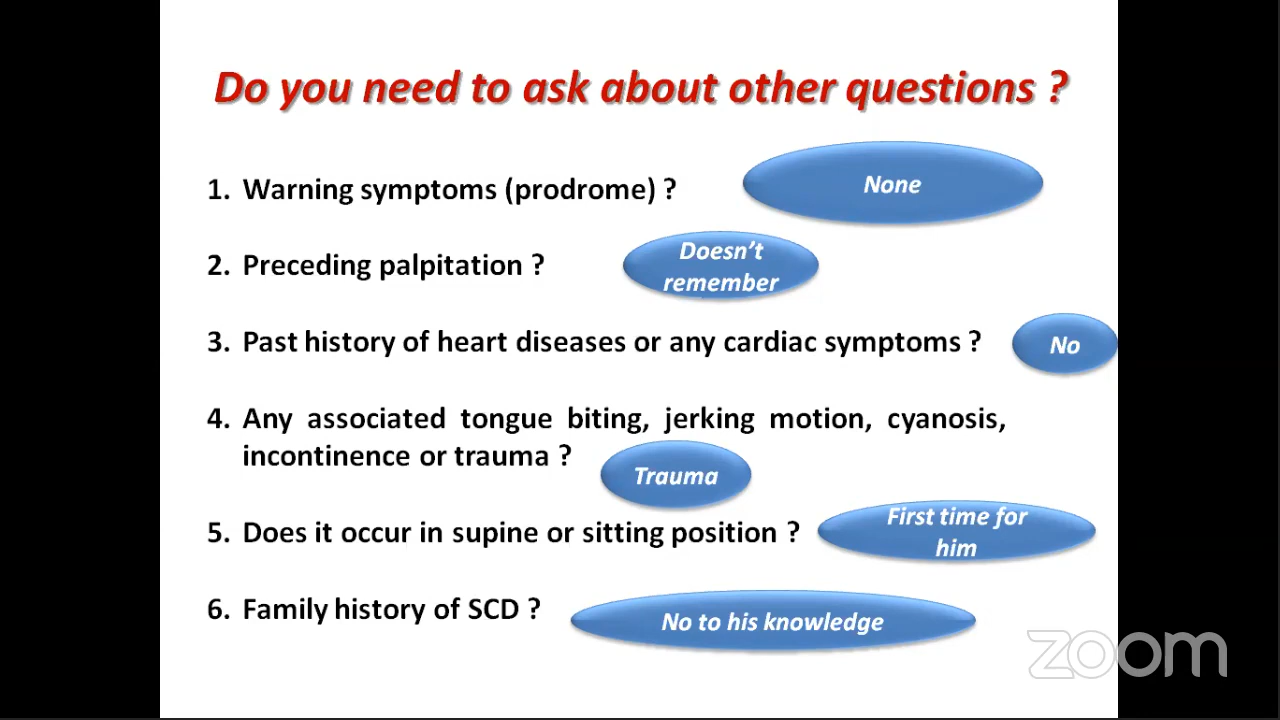 Do you need to ask about other questions ?
1. Warning symptoms (prodrome) ?
None
2. Preceding palpitation ?
Doesn't
remember
3. Past history of heart diseases or any cardiac symptoms ?
No
4. Any associated tongue biting, jerking motion, cyanosis,
incontinence or trauma ?
Trauma
5. Does it occur in supine or sitting position ?
First time for
him
6. Family history of SCD ?
No to his knowledge
zoom